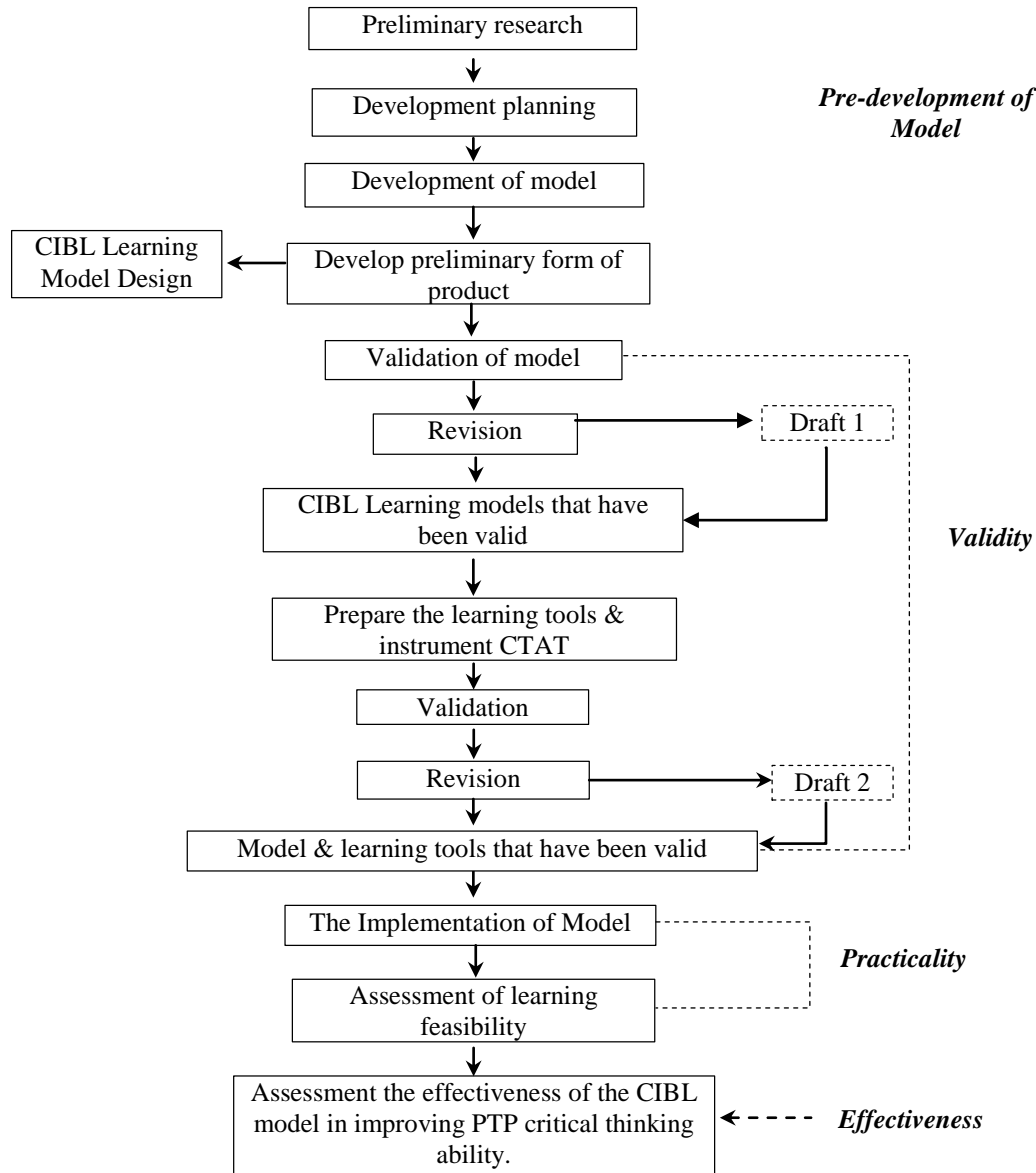 Preliminary research
Development planning
Pre-development of
Model
Development of model
CIBL Learning
Model Design
Develop preliminary form of
product
Validation of model
Revision
Draft 1
CIBL Learning models that have
been valid
Validity
Prepare the learning tools &
instrument CTAT
Validation
Revision
Draft 2
Model & learning tools that have been valid
The Implementation of Model
Practicality
Assessment of learning
feasibility
Assessment the effectiveness of the CIBL
model in improving PTP critical thinking
ability.
Effectiveness